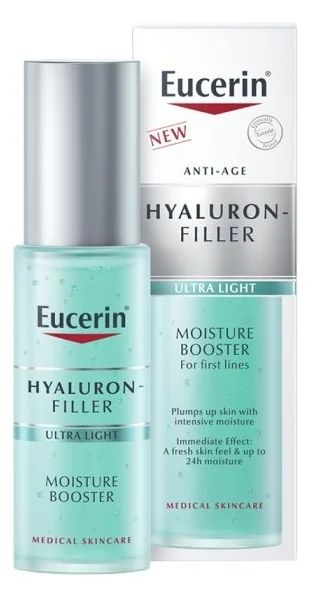 Eucerin®
HYALURON-
FILLER
ULTRA LIGHT
MOISTURE
BOOSTER
MEDICAL SKINCARE
Eucerin®
NEW
Eucerin
ANTI-AGE
HYALURON-
FILLER
ULTRA LIGHT
MOISTURE
BOOSTER
For first lines
Plumps up skin with
intensive moisture
Immediate Effect:
A fresh skin feel & up to
24h moisture
MEDICAL SKINCARE